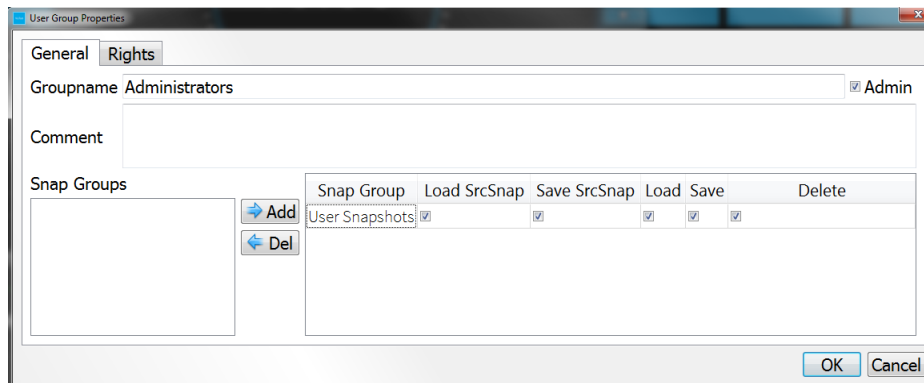 User Group Properties
General Rights
Groupname Administrators Admin
Comment
Snap Groups
Add
Del
Snap Group Load SrcSnap Save SrcSnap Load Save Delete
User Snapshots
OK Cancel